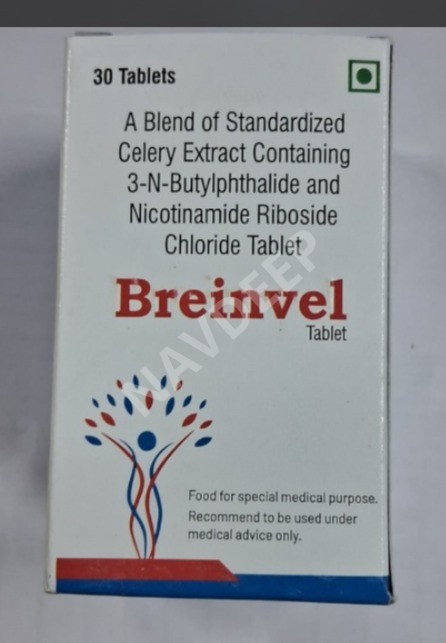 30 Tablets
A Blend of Standardized
Celery Extract Containing
3-N-Butylphthalide and
Nicotinamide Riboside
Chloride Tablet
Breinvel
Tablet
NAVDEEP
Food for special medical purpose.
Recommend to be used under
medical advice only.